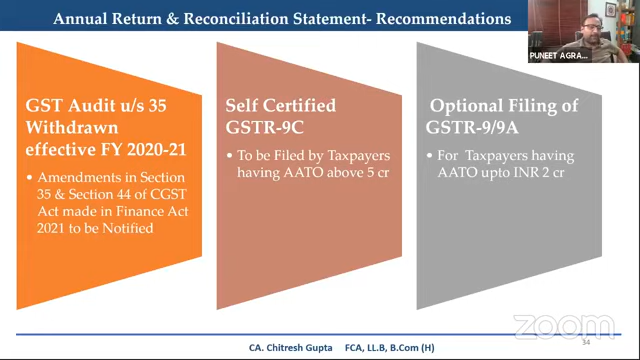 Annual Return & Reconciliation Statement- Recommendations
PUNEET AGRA...
GST Audit u/s 35
Withdrawn
effective FY 2020-21
• Amendments in Section
35 & Section 44 of CGST
Act made in Finance Act
2021 to be Notified
Self Certified
GSTR-9C
• To be Filed by Taxpayers
having AATO above 5 cr
Optional Filing of
GSTR-9/9A
• For Taxpayers having
AATO upto INR 2 cr
zoom
34
CA. Chitresh Gupta FCA, LL.B, B.Com (H)